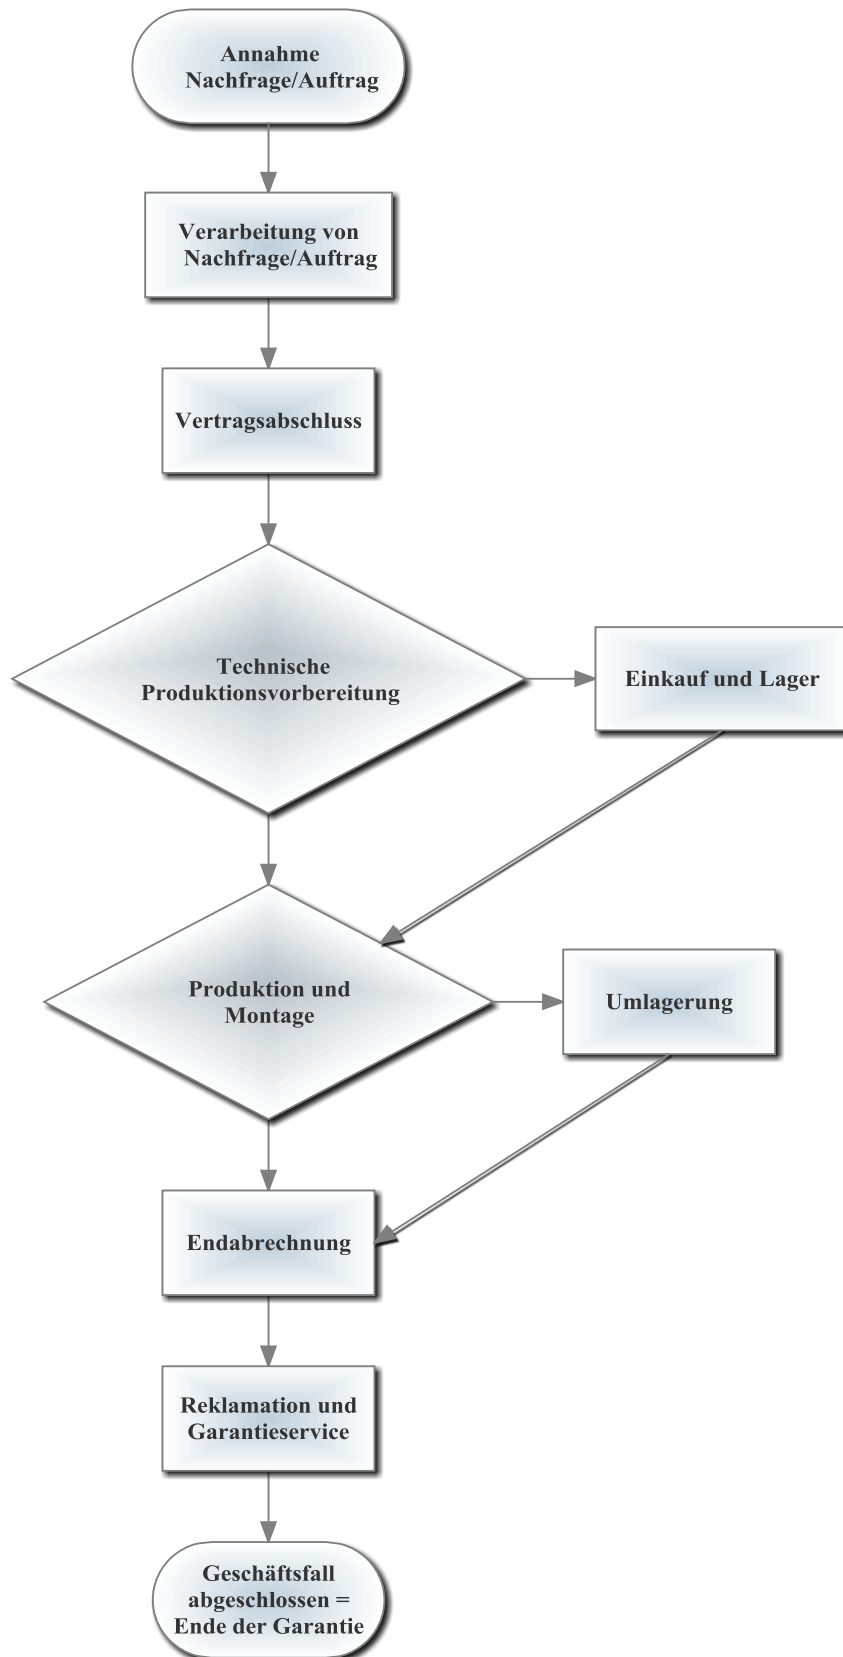 Annahme
Nachfrage/Auftrag
Verarbeitung von
Nachfrage/Auftrag
Vertragsabschluss
Technische
Produktionsvorbereitung
Einkauf und Lager
Produktion und
Montage
Umlagerung
Endabrechnung
Reklamation und
Garantieservice
Geschäftsfall
abgeschlossen =
Ende der Garantie